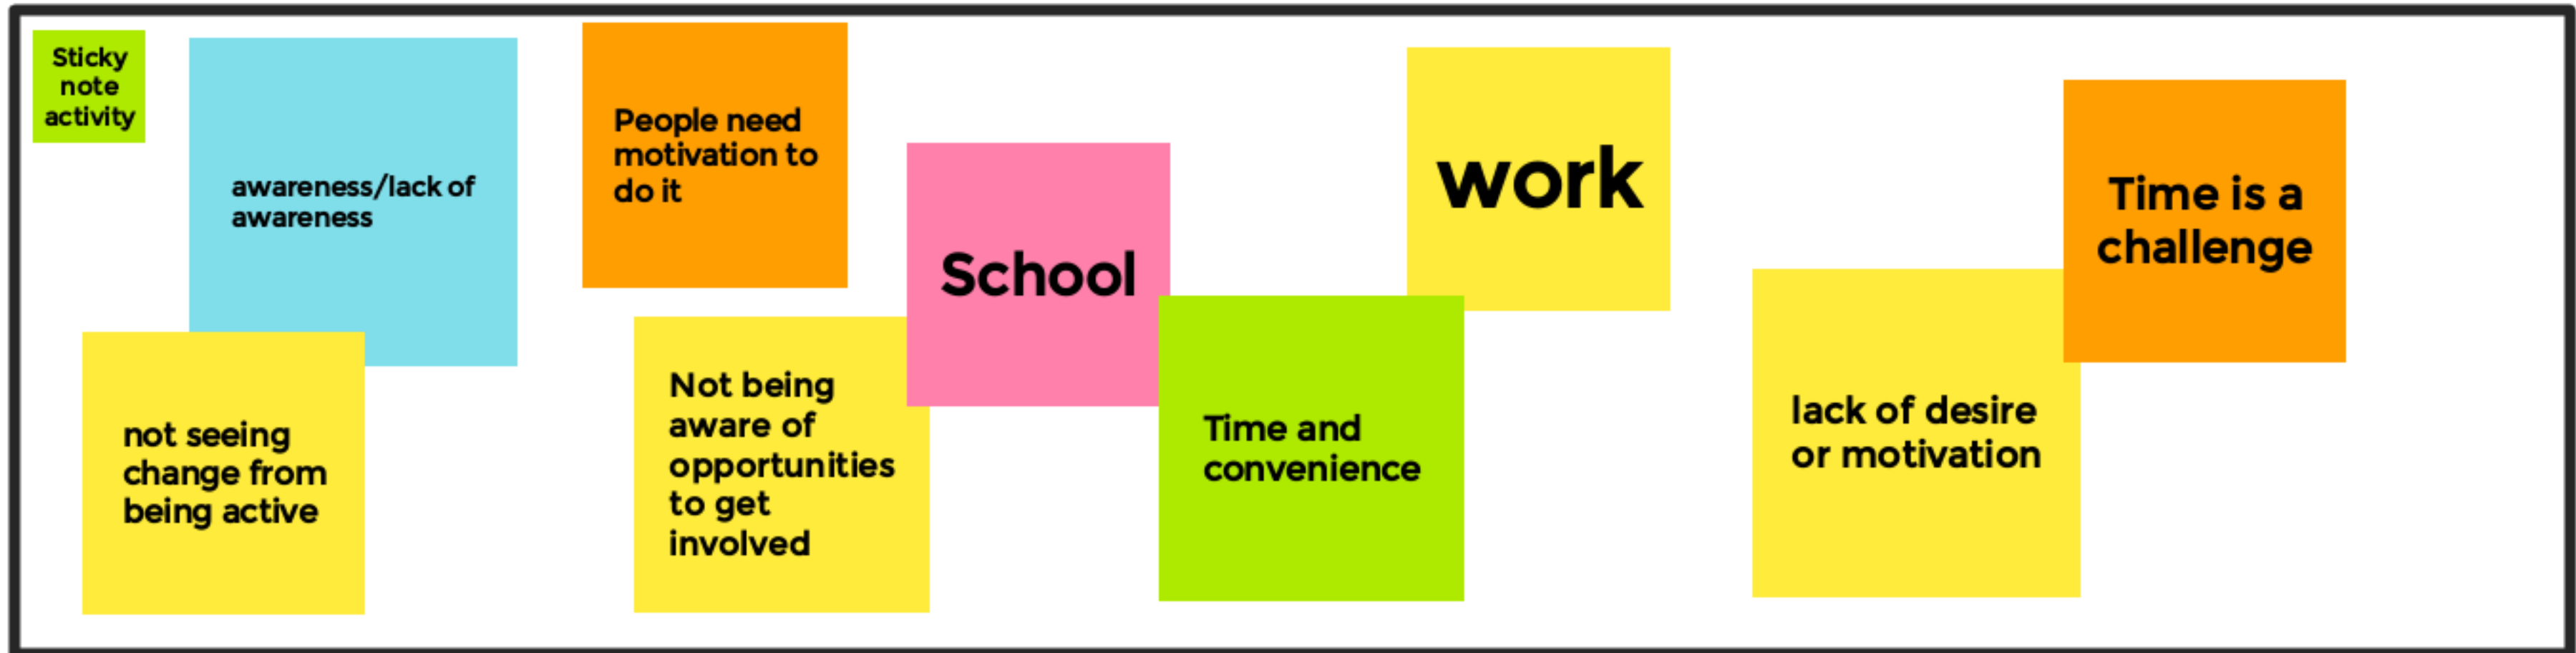 Sticky
note
activity
awareness/lack of
awareness
People need
motivation to
do it
School
work
Time is a
challenge
not seeing
change from
being active
Not being
aware of
opportunities
to get
involved
Time and
convenience
lack of desire
or motivation